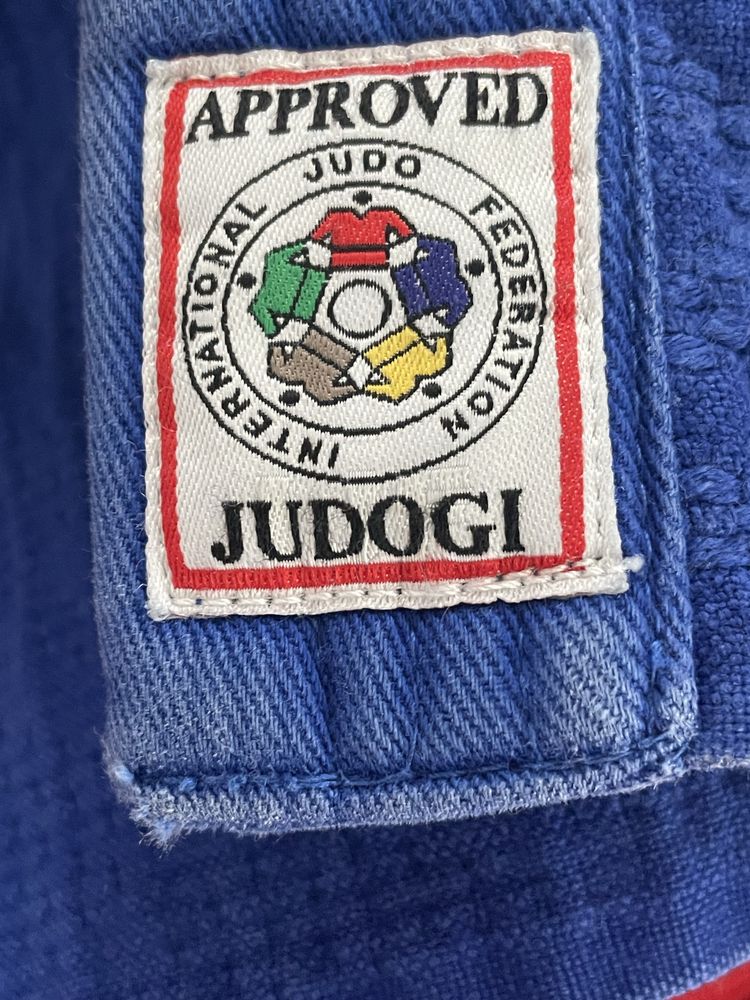 APPROVED
INTERNATIONAL JUDO FEDERATION
JUDOGI